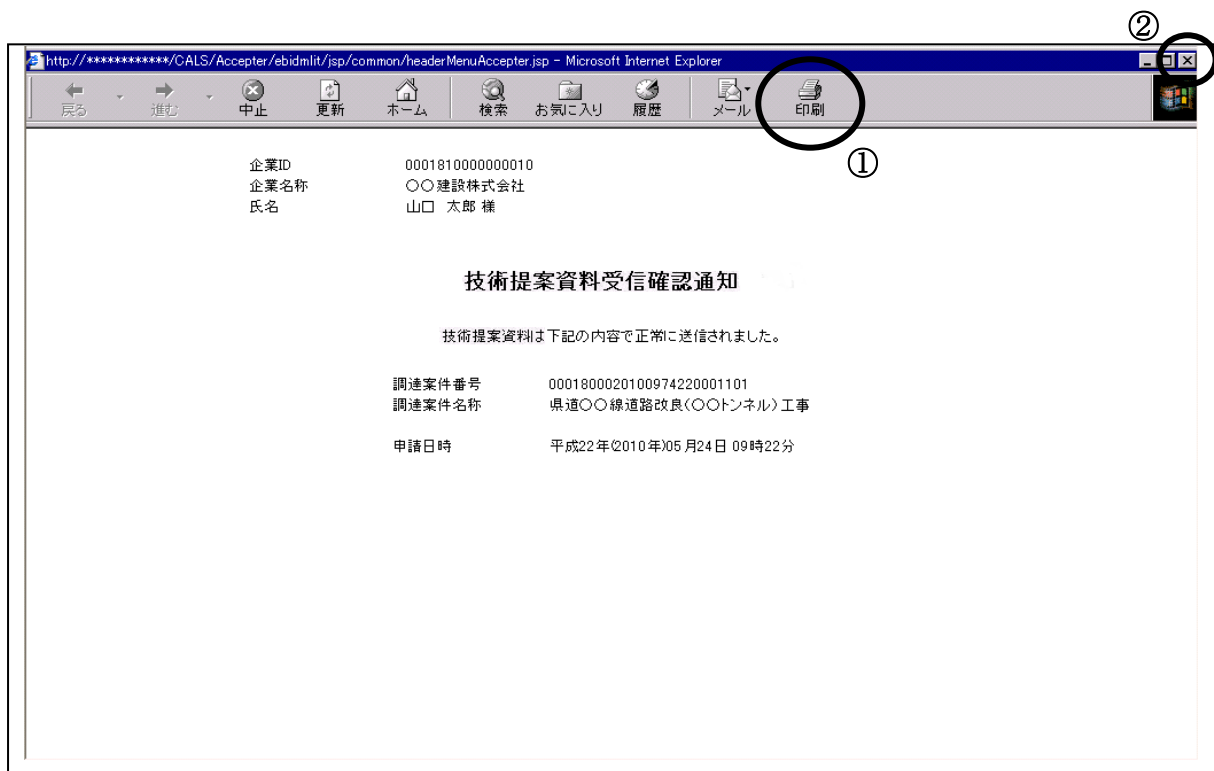 ②
http://************/CALS/Accepter/ebidmlit/jsp/common/headerMenuAccepter.jsp - Microsoft Internet Explorer
戻る 進む 中止 更新 ホーム 検索 お気に入り 履歴 メール 印刷
①
企業ID 0001810000000010
企業名称 〇〇建設株式会社
氏名 山口 太郎 様
技術提案資料受信確認通知
技術提案資料は下記の内容で正常に送信されました。
調達案件番号 0001800020100974220001101
調達案件名称 県道〇〇線道路改良(〇〇トンネル)工事
申請日時 平成22年(2010年)05月24日 09時22分